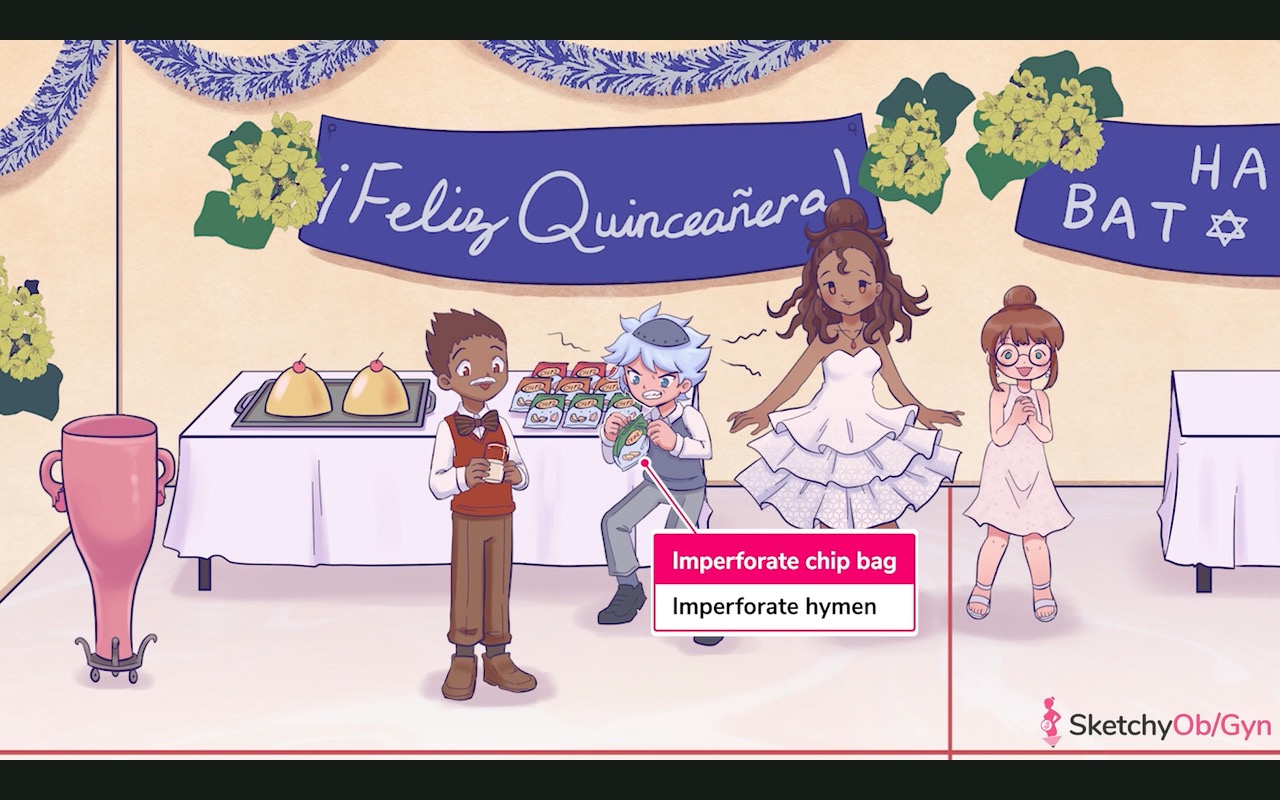 ¡Feliz Quinceañera!
HA
BAT ✡
Imperforate chip bag
Imperforate hymen
SketchyOb/Gyn